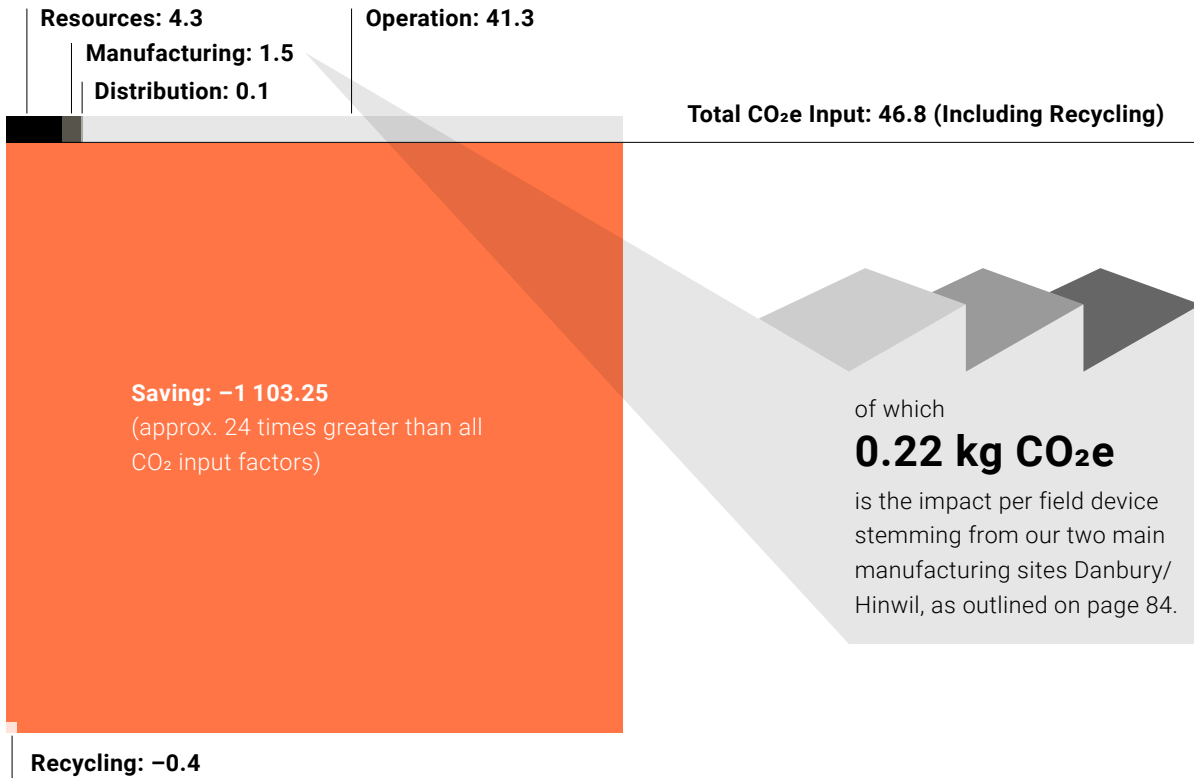 Resources: 4.3
Operation: 41.3
Manufacturing: 1.5
Distribution: 0.1
Total CO₂e Input: 46.8 (Including Recycling)
Saving: –1 103.25
(approx. 24 times greater than all
CO₂ input factors)
of which
0.22 kg CO₂e
is the impact per field device
stemming from our two main
manufacturing sites Danbury/
Hinwil, as outlined on page 84.
Recycling: –0.4